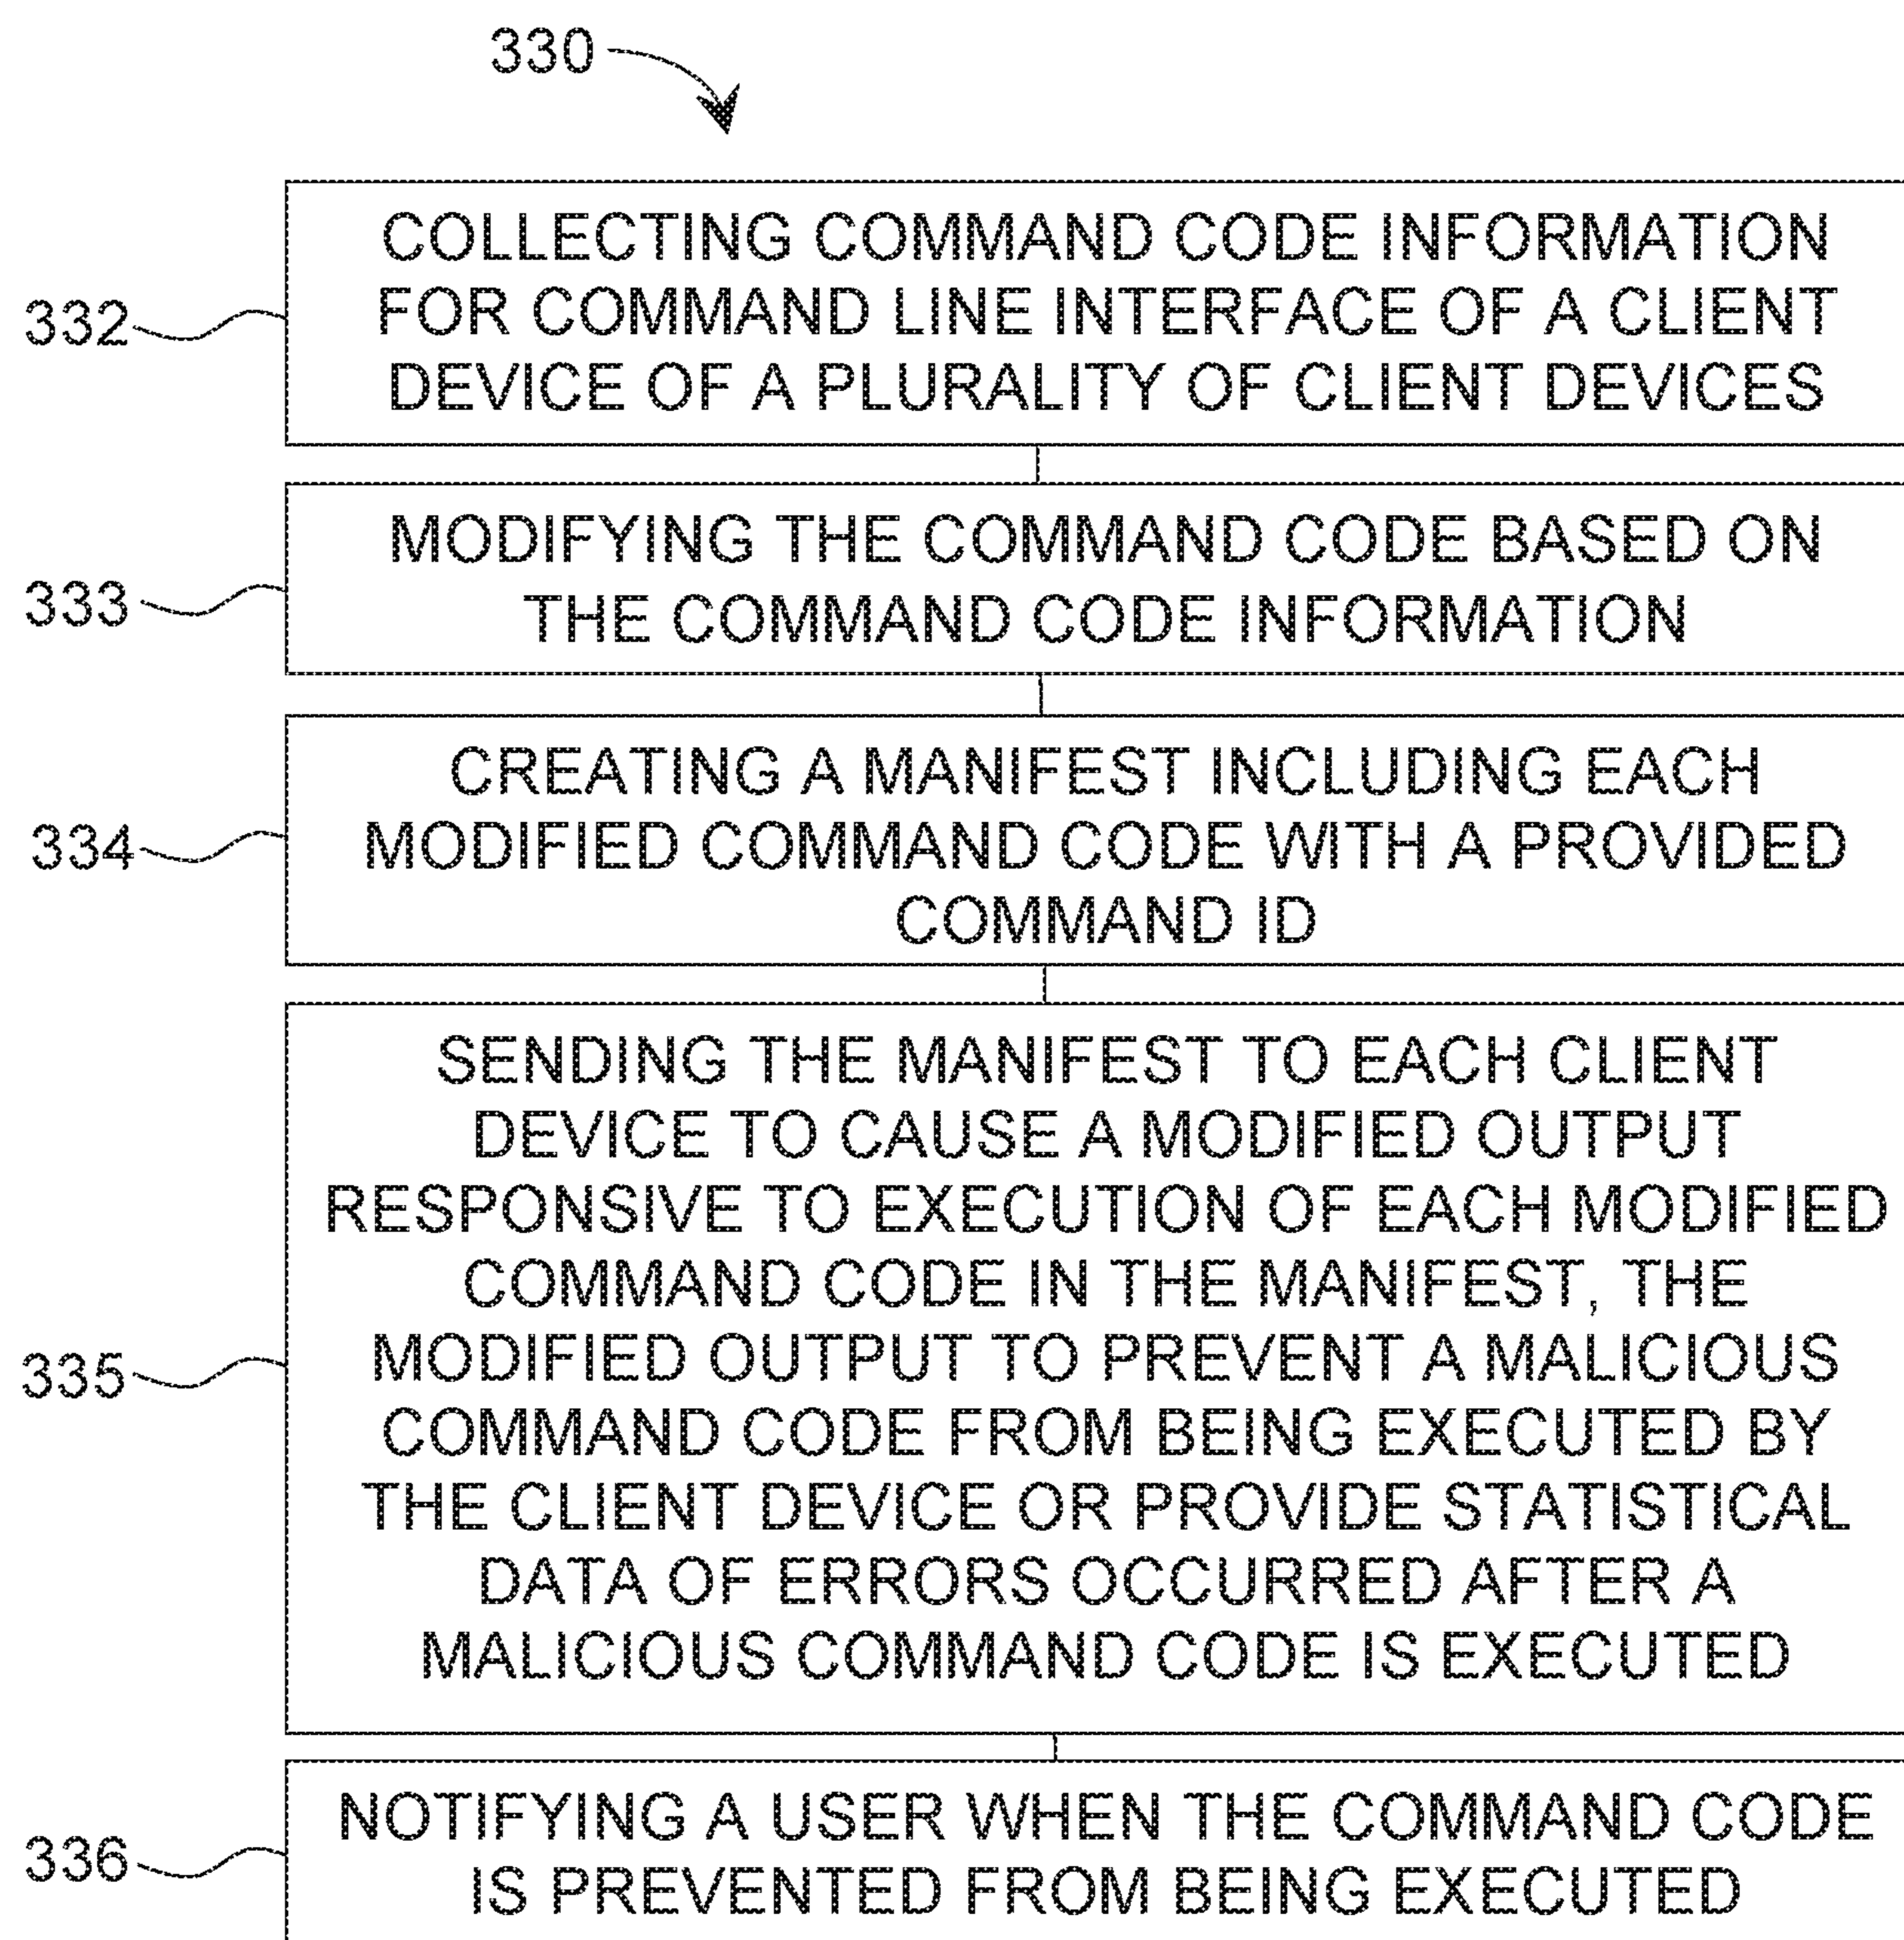 330
332
COLLECTING COMMAND CODE INFORMATION
FOR COMMAND LINE INTERFACE OF A CLIENT
DEVICE OF A PLURALITY OF CLIENT DEVICES
333
MODIFYING THE COMMAND CODE BASED ON
THE COMMAND CODE INFORMATION
334
CREATING A MANIFEST INCLUDING EACH
MODIFIED COMMAND CODE WITH A PROVIDED
COMMAND ID
335
SENDING THE MANIFEST TO EACH CLIENT
DEVICE TO CAUSE A MODIFIED OUTPUT
RESPONSIVE TO EXECUTION OF EACH MODIFIED
COMMAND CODE IN THE MANIFEST, THE
MODIFIED OUTPUT TO PREVENT A MALICIOUS
COMMAND CODE FROM BEING EXECUTED BY
THE CLIENT DEVICE OR PROVIDE STATISTICAL
DATA OF ERRORS OCCURRED AFTER A
MALICIOUS COMMAND CODE IS EXECUTED
336
NOTIFYING A USER WHEN THE COMMAND CODE
IS PREVENTED FROM BEING EXECUTED